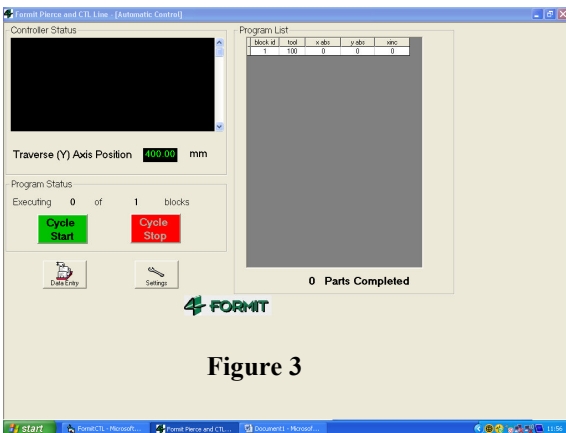 Formit Pierce and CTL Line - [Automatic Control]
Controller Status
Traverse (Y) Axis Position 400.00 mm
Program Status
Executing 0 of 1 blocks
Cycle Start
Cycle Stop
Data Entry
Settings
Program List
block id tool x abs y abs xinc
1 100 0 0 0
0 Parts Completed
FORMIT
Figure 3
start
FormitCTL - Microsoft...
Formit Pierce and CTL...
Document1 - Microsof...
11:56